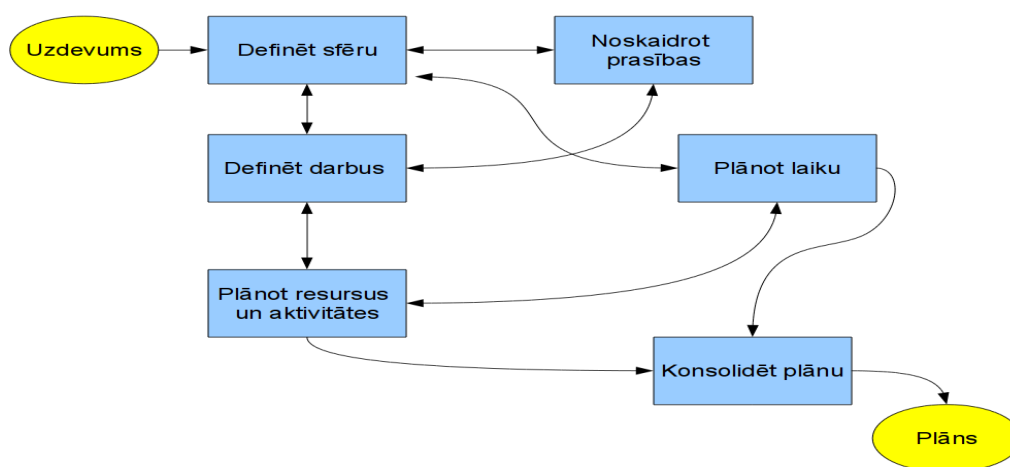 Uzdevums
Definēt sfēru
Noskaidrot
prasības
Definēt darbus
Plānot laiku
Plānot resursus
un aktivitātes
Konsolidēt plānu
Plāns